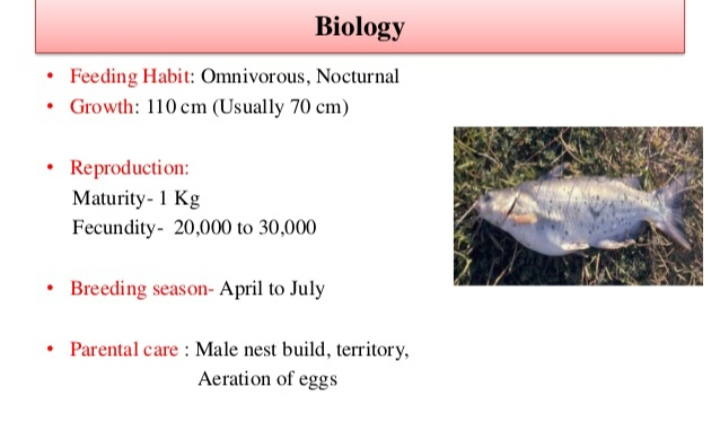 Biology
• Feeding Habit: Omnivorous, Nocturnal
• Growth: 110 cm (Usually 70 cm)
• Reproduction:
Maturity- 1 Kg
Fecundity- 20,000 to 30,000
• Breeding season- April to July
• Parental care : Male nest build, territory,
Aeration of eggs